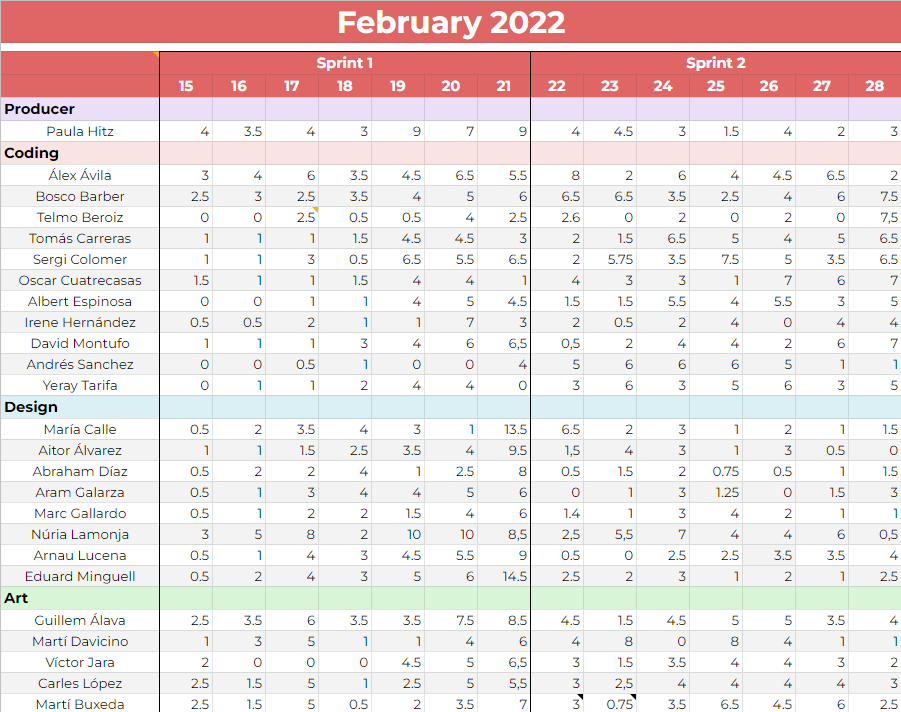 February 2022
Sprint 1 Sprint 2
15 16 17 18 19 20 21 22 23 24 25 26 27 28
Producer
Paula Hitz 4 3.5 4 3 9 7 9 4 4.5 3 1.5 4 2 3
Coding
Álex Ávila 3 4 6 3.5 4.5 6.5 5.5 8 2 6 4 4.5 6.5 2
Bosco Barber 2.5 3 2.5 3.5 4 5 6 6.5 6.5 3.5 2.5 4 6 7.5
Telmo Beroiz 0 0 2.5 0.5 0.5 4 2.5 2.6 0 2 0 2 0 7,5
Tomás Carreras 1 1 1 1.5 4.5 4.5 3 2 1.5 6.5 5 4 5 6.5
Sergi Colomer 1 1 3 0.5 6.5 5.5 6.5 2 5.75 3.5 7.5 5 3.5 6.5
Oscar Cuatrecasas 1.5 1 1 1.5 4 4 1 4 3 3 1 7 6 7
Albert Espinosa 0 0 1 1 4 5 4.5 1.5 1.5 5.5 4 5.5 3 5
Irene Hernández 0.5 0.5 2 1 1 7 3 2 0.5 2 4 0 4 4
David Montufo 1 1 1 3 4 6 6,5 0,5 2 4 4 2 6 7
Andrés Sanchez 0 0 0.5 1 0 0 4 5 6 6 6 5 1 1
Yeray Tarifa 0 1 1 2 4 4 0 3 6 3 5 6 3 5
Design
María Calle 0.5 2 3.5 4 3 1 13.5 6.5 2 3 1 2 1 1.5
Aitor Álvarez 1 1 1.5 2.5 3.5 4 9.5 1,5 4 3 1 3 0.5 0
Abraham Díaz 0.5 2 2 4 1 2.5 8 0.5 1.5 2 0.75 0.5 1 1.5
Aram Galarza 0.5 1 3 4 4 5 6 0 1 3 1.25 0 1.5 3
Marc Gallardo 0.5 1 2 2 1.5 4 6 1.4 1 3 4 2 1 1
Núria Lamonja 3 5 8 2 10 10 8,5 2,5 5,5 7 4 4 6 0,5
Arnau Lucena 0.5 1 4 3 4.5 5.5 9 0.5 0 2.5 2.5 3.5 3.5 4
Eduard Minguell 0.5 2 4 3 5 6 14.5 2.5 2 3 1 2 1 2.5
Art
Guillem Álava 2.5 3.5 6 3.5 3.5 7.5 8.5 4.5 1.5 4.5 5 5 3.5 4
Martí Davicino 1 3 5 1 1 4 6 4 8 0 8 4 1 1
Víctor Jara 2 0 0 0 4.5 5 6,5 3 1.5 3.5 4 4 3 2
Carles López 2.5 1.5 5 1 2.5 5 5,5 3 2,5 4 4 4 4 3
Martí Buxeda 2.5 1.5 5 0.5 2 3.5 7 3 0.75 3.5 6.5 4.5 6 2.5